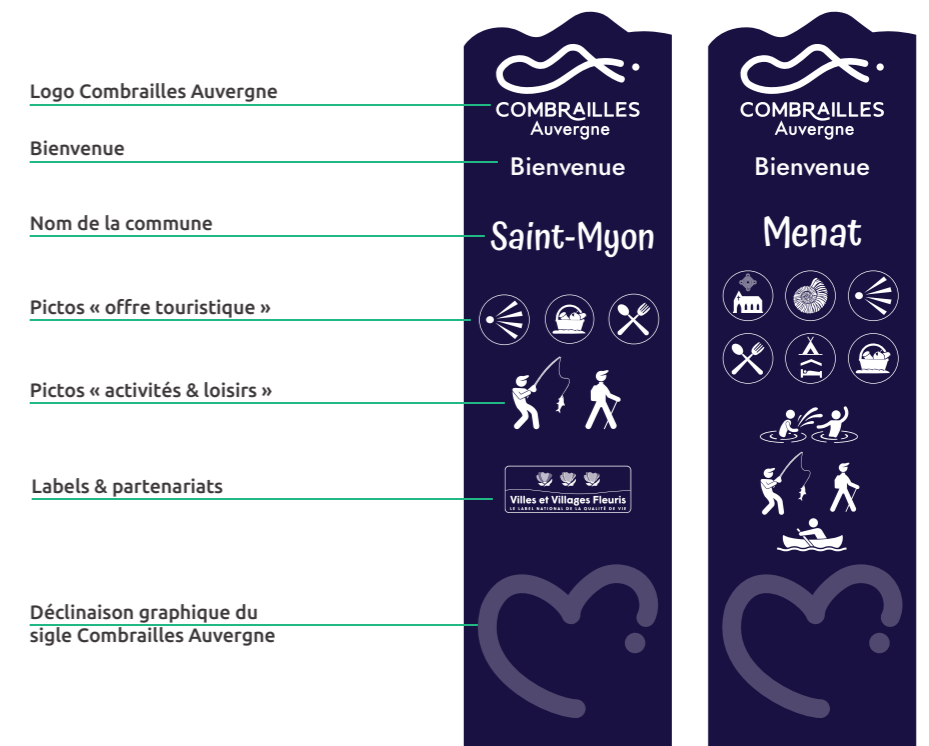 Logo Combrailles Auvergne
Bienvenue
Nom de la commune
Pictos « offre touristique »
Pictos « activités & loisirs »
Labels & partenariats
Déclinaison graphique du
sigle Combrailles Auvergne
COMBRAILLES
Auvergne
Bienvenue
Saint-Myon
Villes et Villages Fleuris
LE LABEL NATIONAL DE LA QUALITÉ DE VIE
COMBRAILLES
Auvergne
Bienvenue
Menat